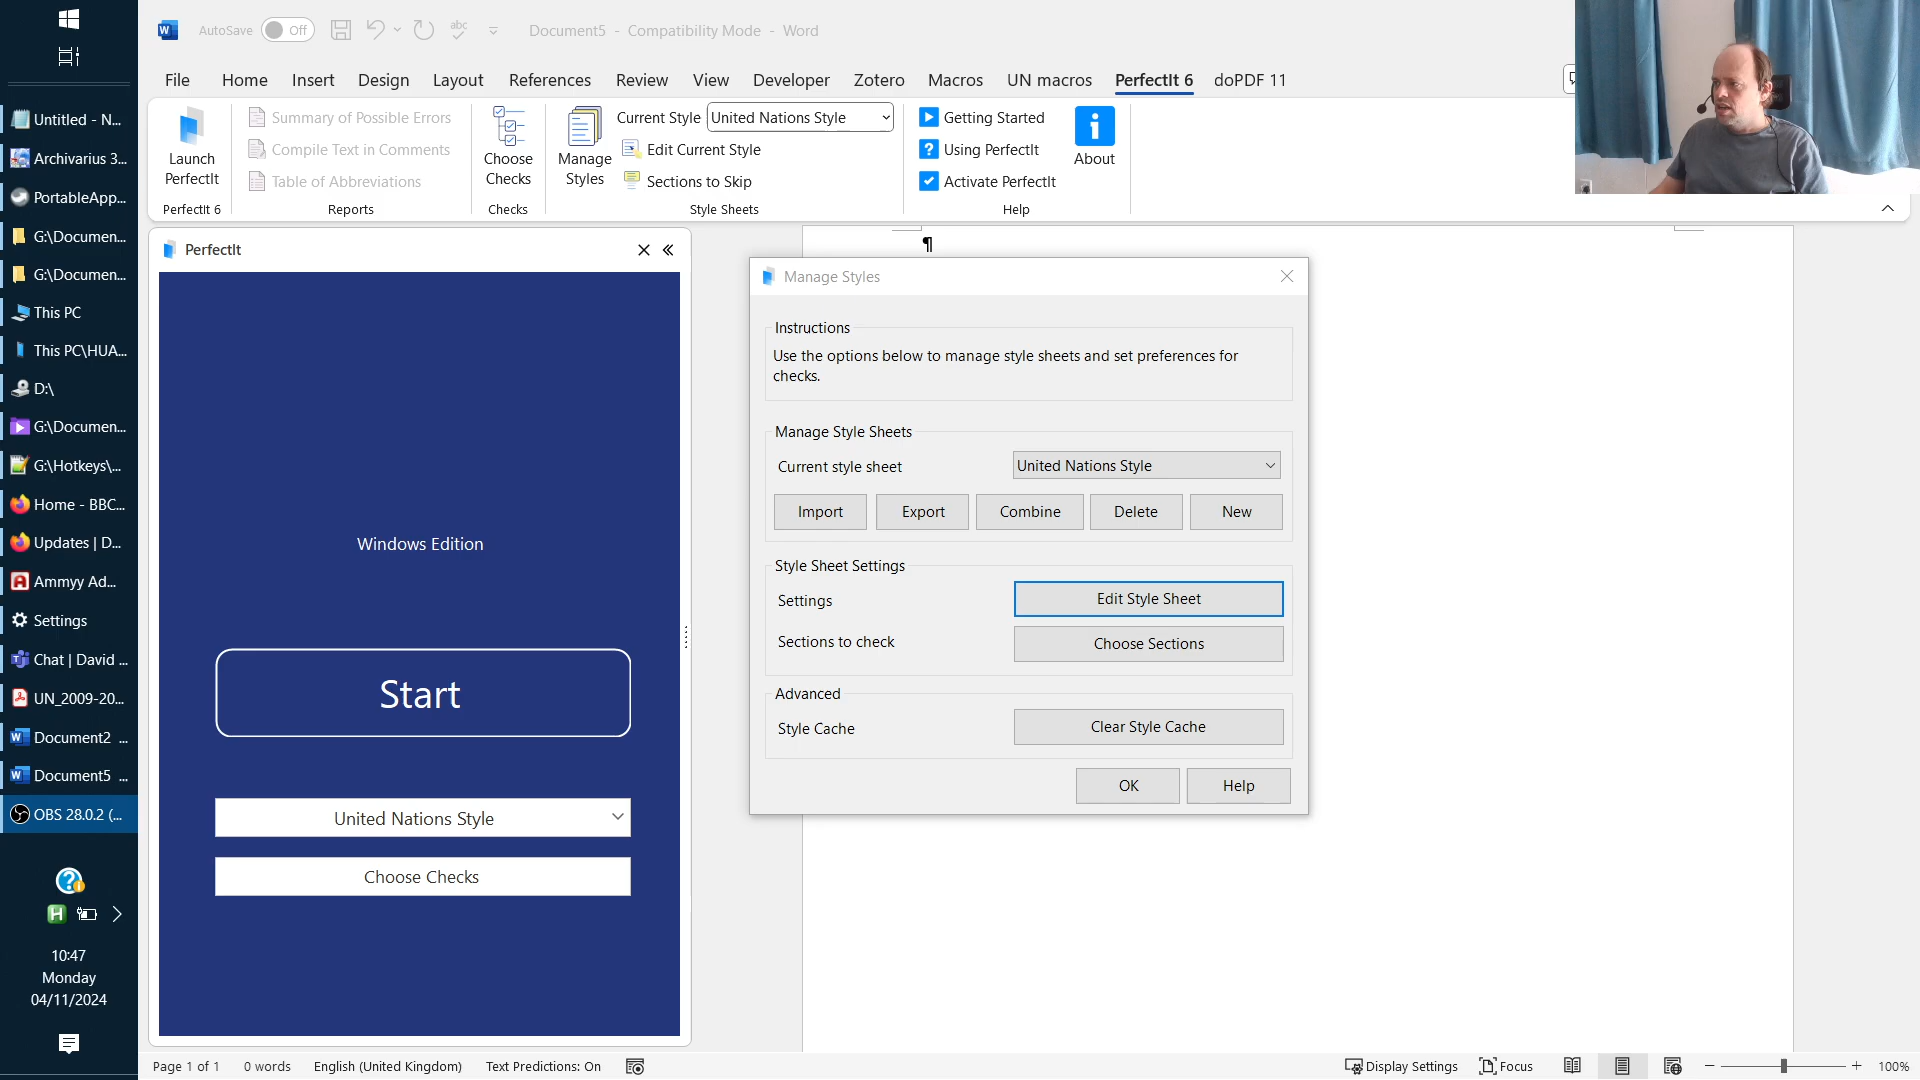 AutoSave Off Document5 - Compatibility Mode - Word
File Home Insert Design Layout References Review View Developer Zotero Macros UN macros PerfectIt 6 doPDF 11
Launch PerfectIt
PerfectIt 6
Summary of Possible Errors
Compile Text in Comments
Table of Abbreviations
Reports
Choose Checks
Checks
Manage Styles
Current Style United Nations Style
Edit Current Style
Sections to Skip
Style Sheets
Getting Started
Using PerfectIt
Activate PerfectIt
About
Help
Untitled - N...
Archivarius 3...
PortableApp...
G:\Documen...
G:\Documen...
This PC
This PC\HUA...
D:\
G:\Documen...
G:\Hotkeys\...
Home - BBC...
Updates | D...
Ammyy Ad...
Settings
Chat | David ...
UN_2009-20...
Document2 ...
Document5 ...
OBS 28.0.2 (...
10:47
Monday
04/11/2024
PerfectIt
Windows Edition
Start
United Nations Style
Choose Checks
¶
Manage Styles
Instructions
Use the options below to manage style sheets and set preferences for
checks.
Manage Style Sheets
Current style sheet United Nations Style
Import Export Combine Delete New
Style Sheet Settings
Settings Edit Style Sheet
Sections to check Choose Sections
Advanced
Style Cache Clear Style Cache
OK Help
Page 1 of 1 0 words English (United Kingdom) Text Predictions: On Display Settings Focus 100%